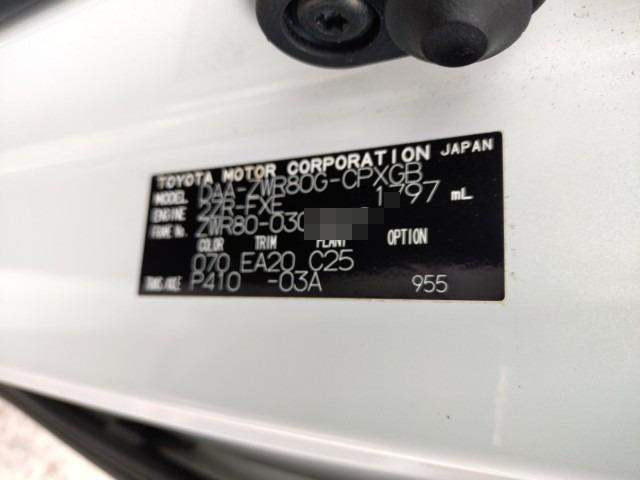 TOYOTA MOTOR CORPORATION JAPAN
MODEL DAA-ZWR80G-CPXGB
ENGINE 2ZR-FXE 1797 mL
FRAME No. ZWR80-030
COLOR TRIM PLANT OPTION
070 EA20 C25
TRANS/AXLE P410 -03A 955